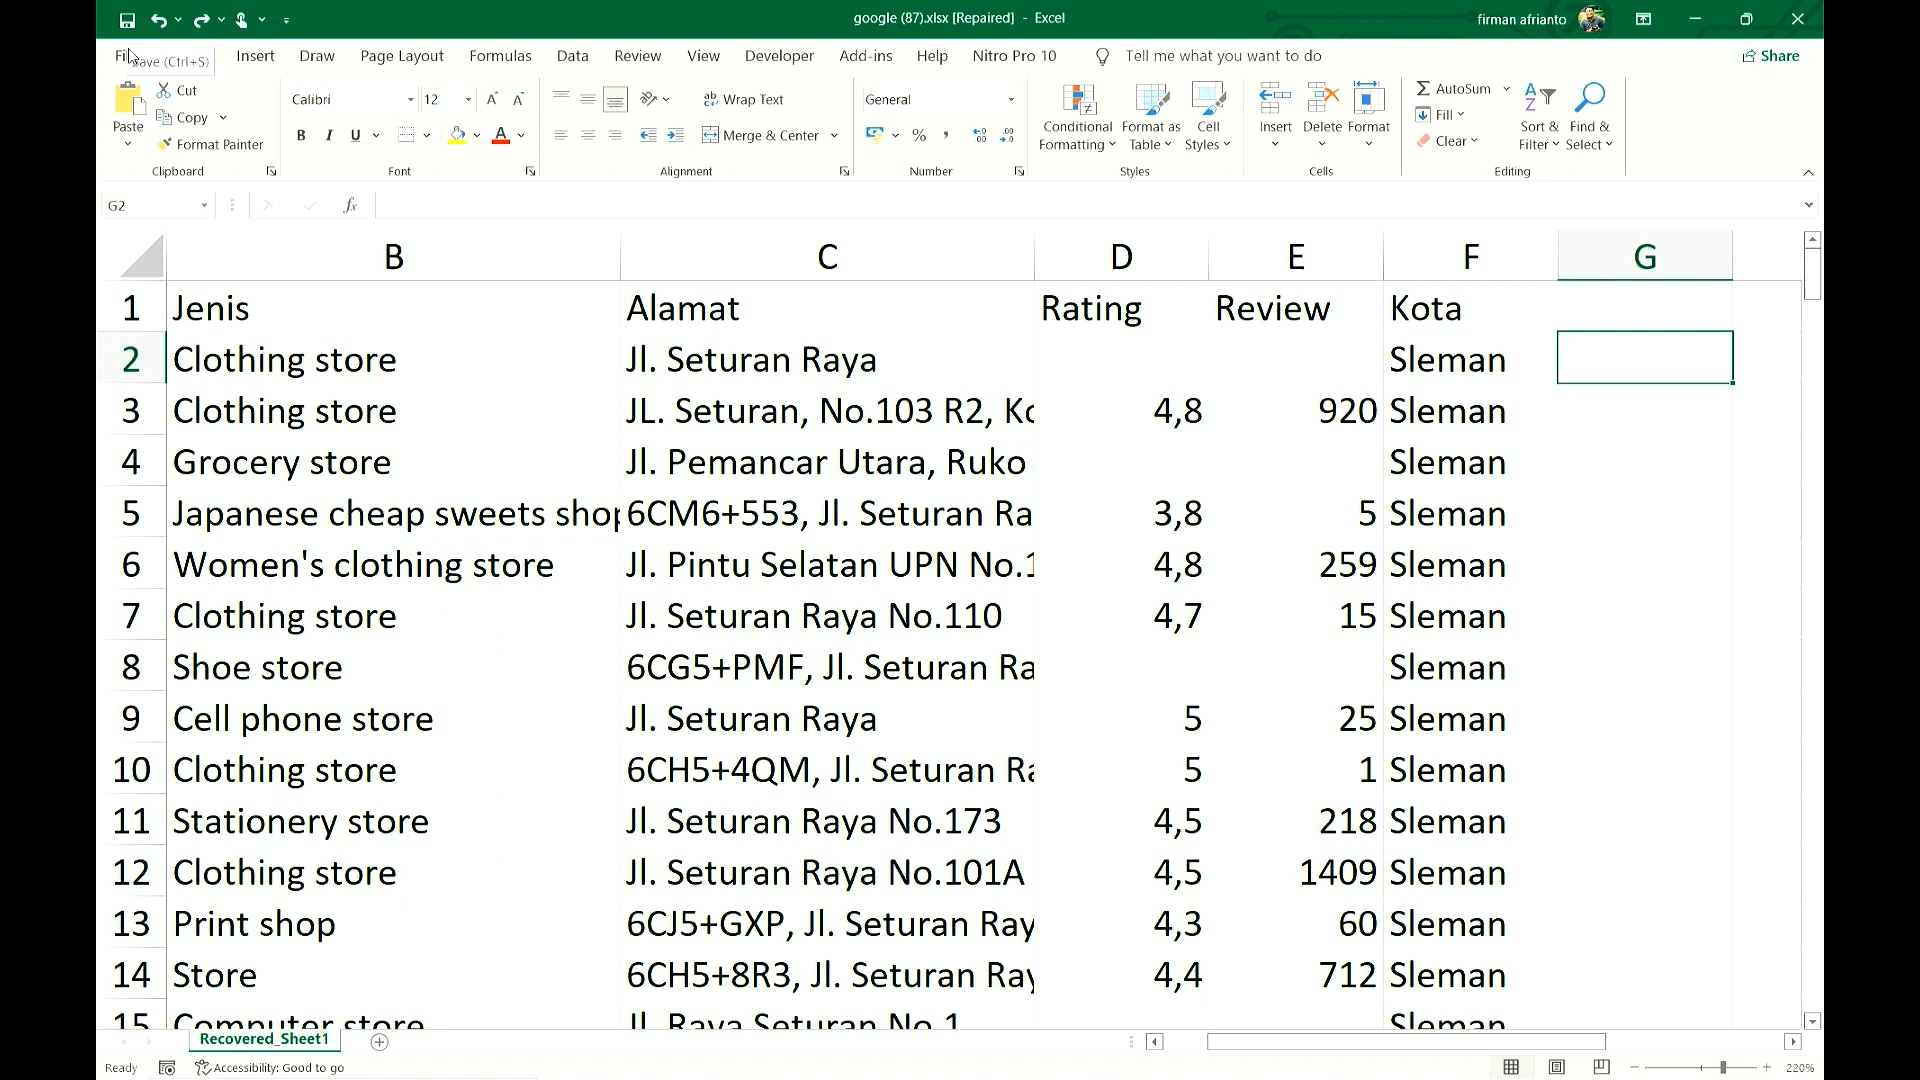 google (87).xlsx [Repaired] - Excel
firman afrianto
Save (Ctrl+S)
Insert Draw Page Layout Formulas Data Review View Developer Add-ins Help Nitro Pro 10 Tell me what you want to do Share
Paste Cut Copy Format Painter
Clipboard
Calibri 12
B I U
Font
Wrap Text
Merge & Center
Alignment
General
Number
Conditional Formatting
Format as Table
Cell Styles
Styles
Insert Delete Format
Cells
AutoSum
Fill
Clear
Sort & Filter
Find & Select
Editing
G2 fx
B C D E F G
1 Jenis Alamat Rating Review Kota
2 Clothing store Jl. Seturan Raya Sleman
3 Clothing store JL. Seturan, No.103 R2, Ko 4,8 920 Sleman
4 Grocery store Jl. Pemancar Utara, Ruko Sleman
5 Japanese cheap sweets shop 6CM6+553, Jl. Seturan Ra 3,8 5 Sleman
6 Women's clothing store Jl. Pintu Selatan UPN No.1 4,8 259 Sleman
7 Clothing store Jl. Seturan Raya No.110 4,7 15 Sleman
8 Shoe store 6CG5+PMF, Jl. Seturan Ra Sleman
9 Cell phone store Jl. Seturan Raya 5 25 Sleman
10 Clothing store 6CH5+4QM, Jl. Seturan Ra 5 1 Sleman
11 Stationery store Jl. Seturan Raya No.173 4,5 218 Sleman
12 Clothing store Jl. Seturan Raya No.101A 4,5 1409 Sleman
13 Print shop 6CJ5+GXP, Jl. Seturan Ray 4,3 60 Sleman
14 Store 6CH5+8R3, Jl. Seturan Ray 4,4 712 Sleman
15 Computer store Jl. Raya Seturan No.1 Sleman
Recovered_Sheet1
Ready Accessibility: Good to go 220%